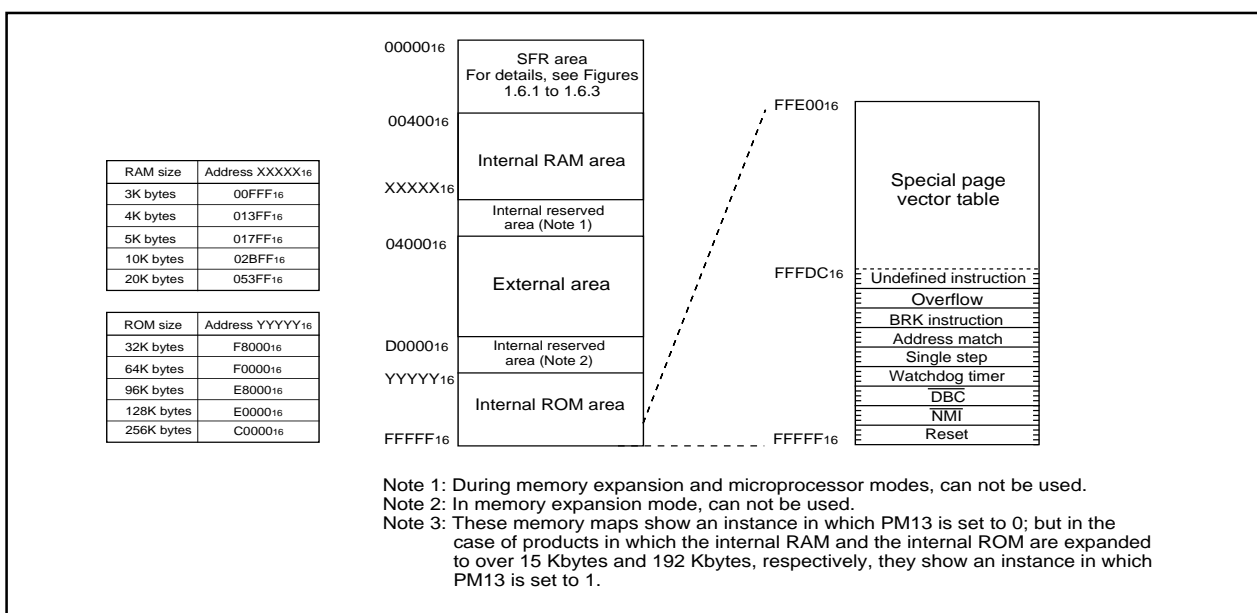 RAM size Address XXXXX16
3K bytes 00FFF16
4K bytes 013FF16
5K bytes 017FF16
10K bytes 02BFF16
20K bytes 053FF16
ROM size Address YYYYY16
32K bytes F800016
64K bytes F000016
96K bytes E800016
128K bytes E000016
256K bytes C000016
0000016
SFR area
For details, see Figures
1.6.1 to 1.6.3
0040016
Internal RAM area
XXXXX16
Internal reserved
area (Note 1)
0400016
External area
D000016
Internal reserved
area (Note 2)
YYYYY16
Internal ROM area
FFFFF16
FFE0016
Special page
vector table
FFFDC16
Undefined instruction
Overflow
BRK instruction
Address match
Single step
Watchdog timer
DBC
NMI
Reset
FFFFF16
Note 1: During memory expansion and microprocessor modes, can not be used.
Note 2: In memory expansion mode, can not be used.
Note 3: These memory maps show an instance in which PM13 is set to 0; but in the
case of products in which the internal RAM and the internal ROM are expanded
to over 15 Kbytes and 192 Kbytes, respectively, they show an instance in which
PM13 is set to 1.